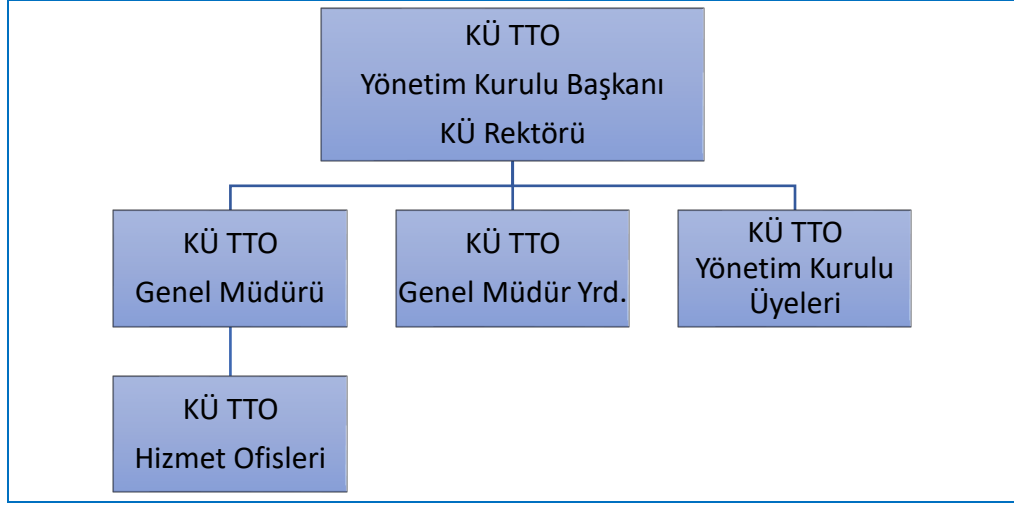 KÜ TTO
Yönetim Kurulu Başkanı
KÜ Rektörü
KÜ TTO
Genel Müdürü
KÜ TTO
Genel Müdür Yrd.
KÜ TTO
Yönetim Kurulu
Üyeleri
KÜ TTO
Hizmet Ofisleri